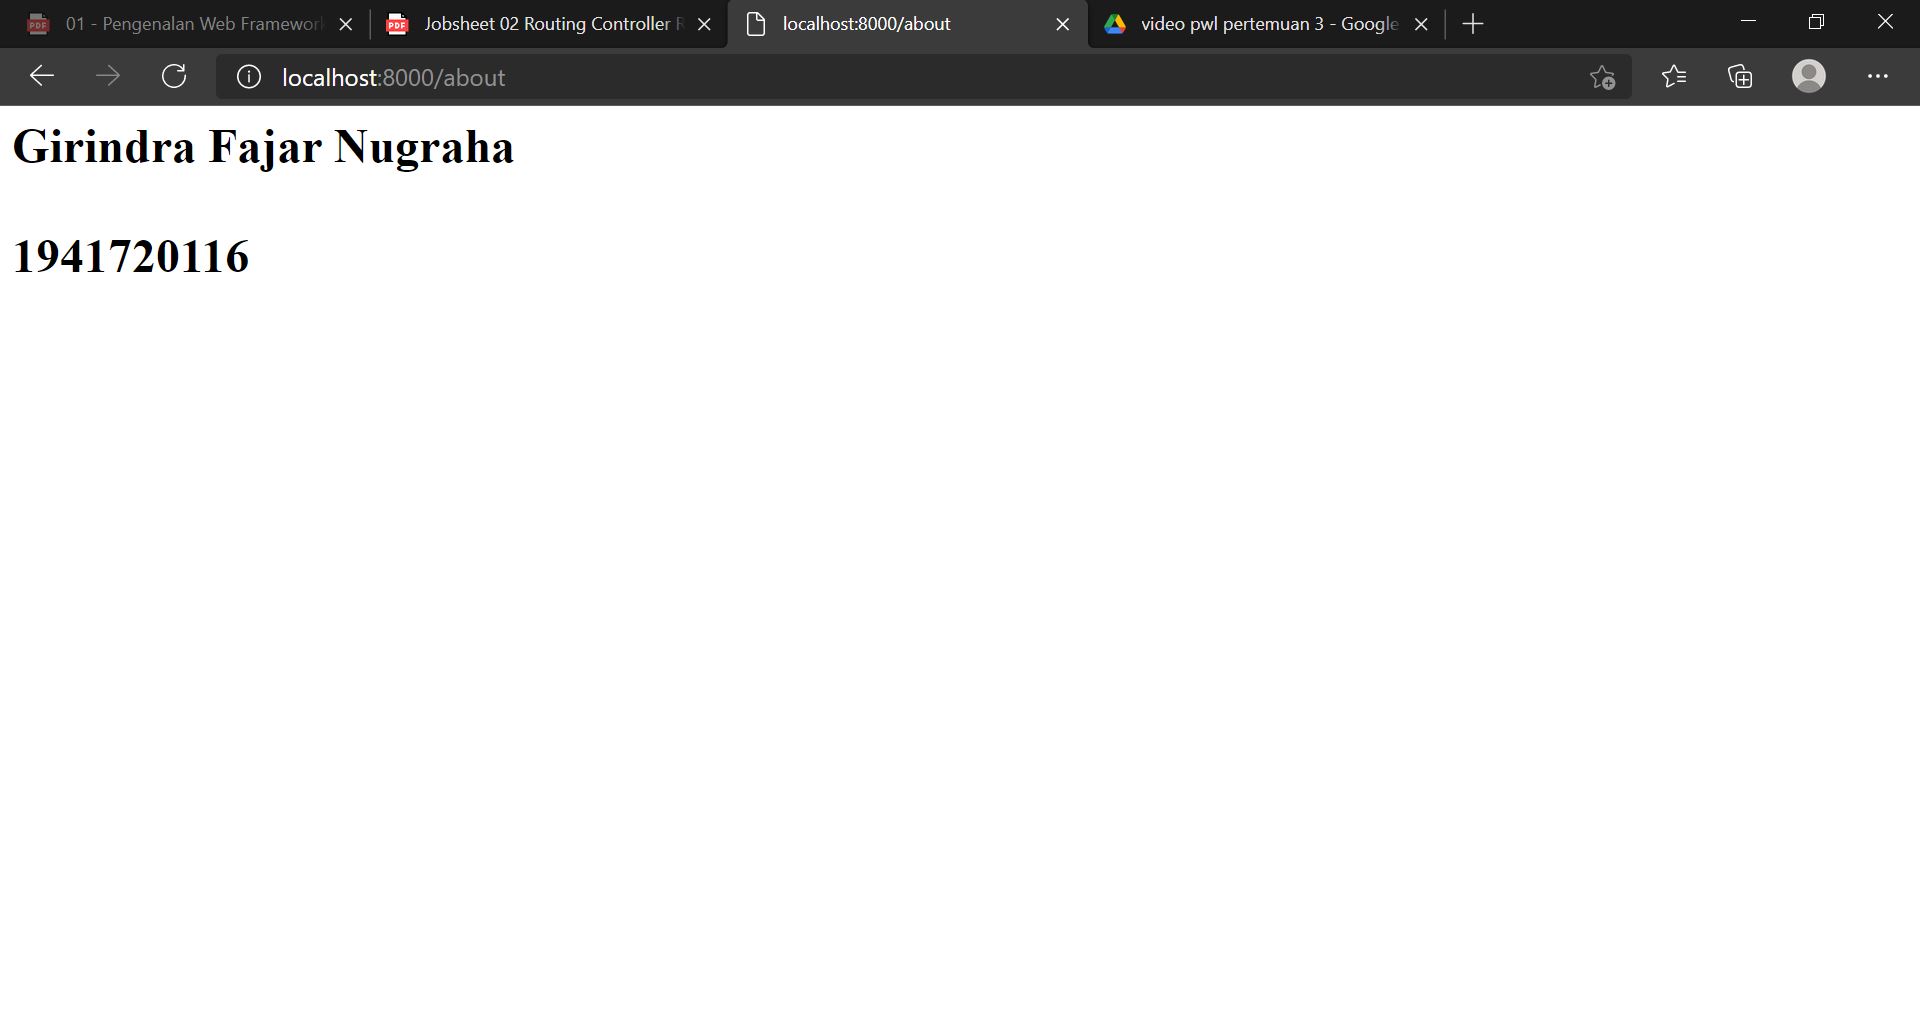 01 - Pengenalan Web Framework
Jobsheet 02 Routing Controller
localhost:8000/about
video pwl pertemuan 3 - Google
localhost:8000/about
Girindra Fajar Nugraha
1941720116